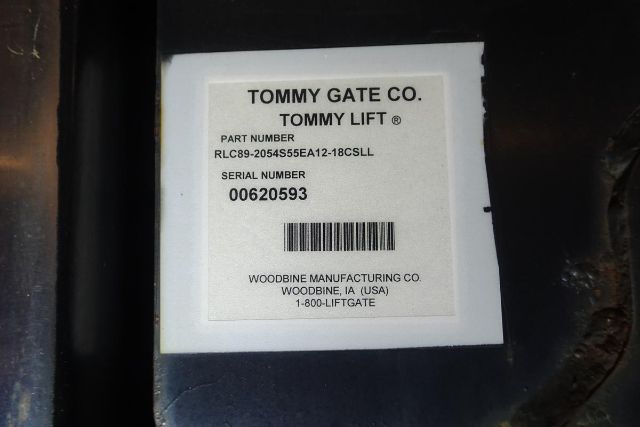 TOMMY GATE CO.
TOMMY LIFT ®
PART NUMBER
RLC89-2054S55EA12-18CSLL
SERIAL NUMBER
00620593
WOODBINE MANUFACTURING CO.
WOODBINE, IA (USA)
1-800-LIFTGATE